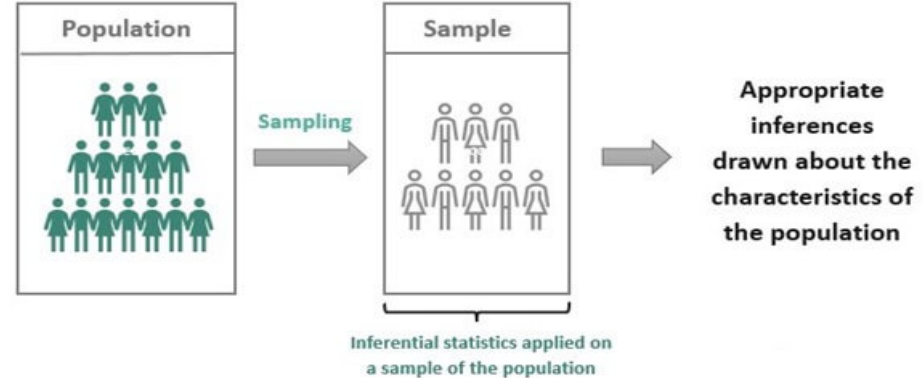 Population
Sampling
Sample
Appropriate
inferences
drawn about the
characteristics of
the population
Inferential statistics applied on
a sample of the population